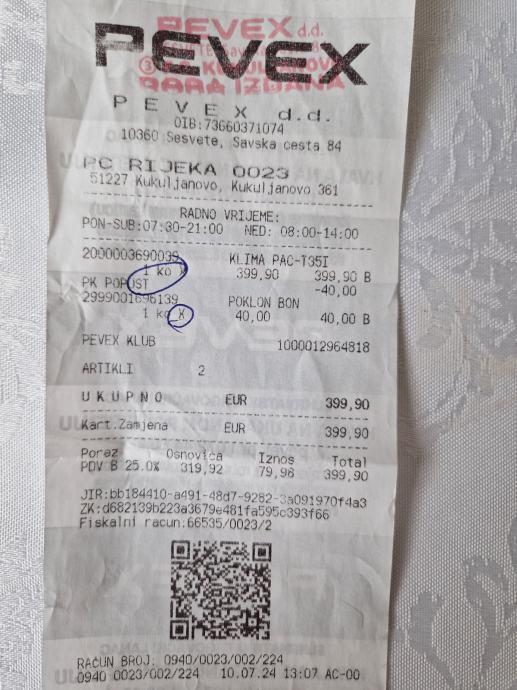 PEVEX d.d.
PEVEX
PEVEX d.d.
OIB:73660371074
10360 Sesvete, Savska cesta 84
PC RIJEKA 0023
51227 Kukuljanovo, Kukuljanovo 361
RADNO VRIJEME:
PON-SUB:07:30-21:00 NED: 08:00-14:00
2000003690039 KLIMA PAC-T35I
1 ko X 399,90 399,90 B
PK POPUST -40,00
2999001696139 POKLON BON
1 ko X 40,00 40,00 B
PEVEX KLUB 1000012964818
ARTIKLI 2
UKUPNO EUR 399,90
Kart.Zamjena EUR 399,90
Porez Osnovica Iznos Total
PDV B 25.0% 319,92 79,98 399,90
JIR:bb184410-a491-48d7-9282-3a091970f4a3
ZK:d682139b223a3679e481fa595c393f66
Fiskalni racun:66535/0023/2
RAČUN BROJ: 0940/0023/002/224
0940 0023/002/224 10.07.24 13:07 AC-00